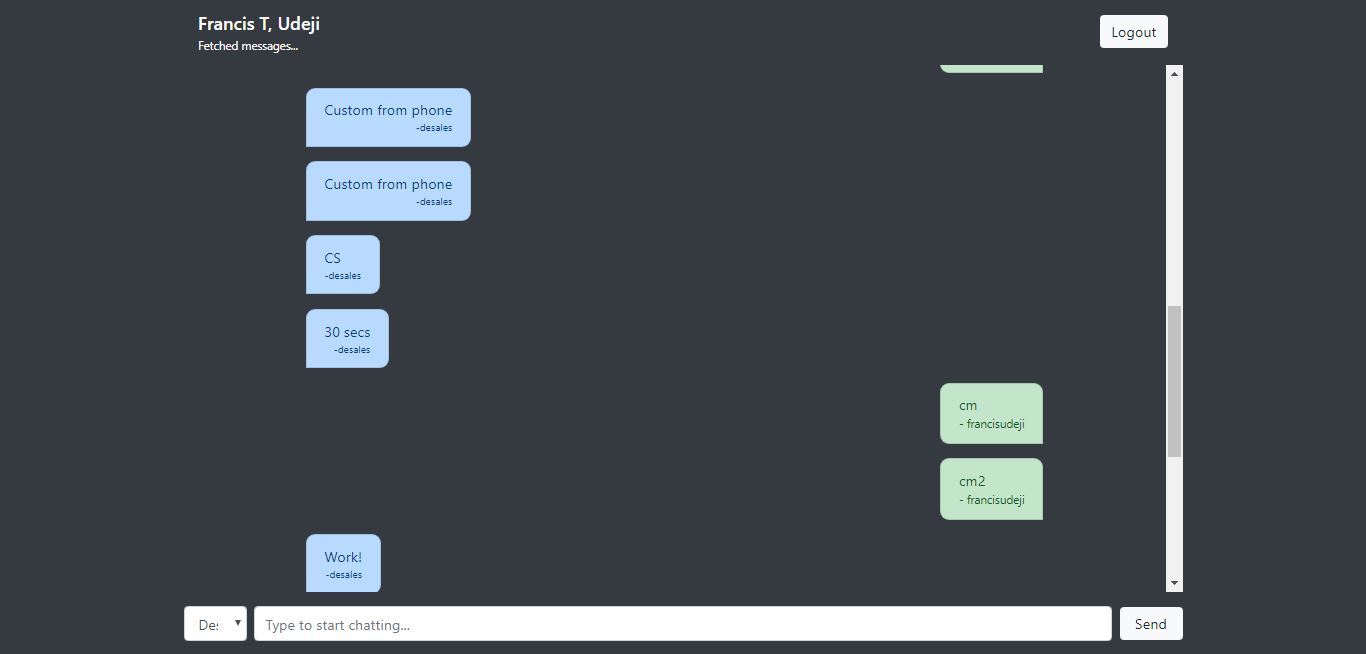 Francis T, Udeji
Fetched messages...
Logout
Custom from phone
-desales
Custom from phone
-desales
CS
-desales
30 secs
-desales
cm
- francisudeji
cm2
- francisudeji
Work!
-desales
De:
Type to start chatting...
Send